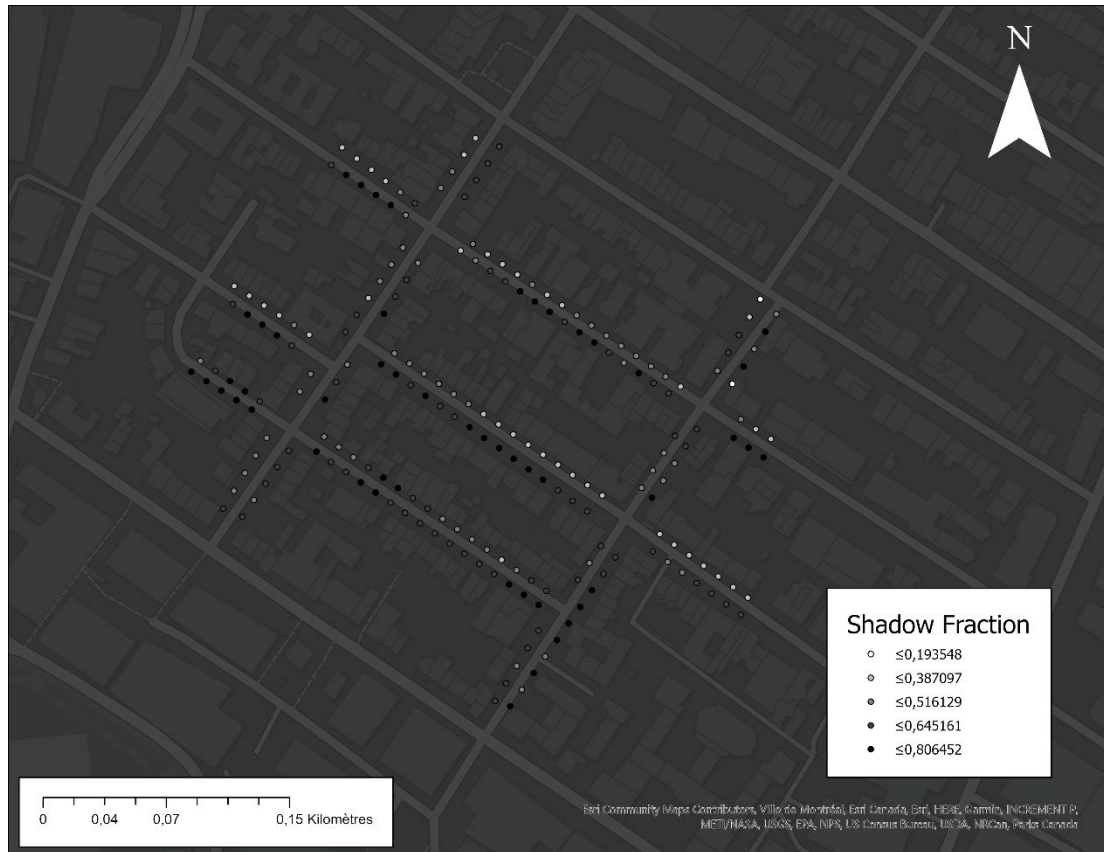 N
Shadow Fraction
≤0,193548
≤0,387097
≤0,516129
≤0,645161
≤0,806452
0 0,04 0,07 0,15 Kilomètres
Esri Community Maps Contributors, Ville de Montréal, Esri Canada, Esri, HERE, Garmin, INCREMENT P,
METI/NASA, USGS, EPA, NPS, US Census Bureau, USDA, NRCan, Parks Canada